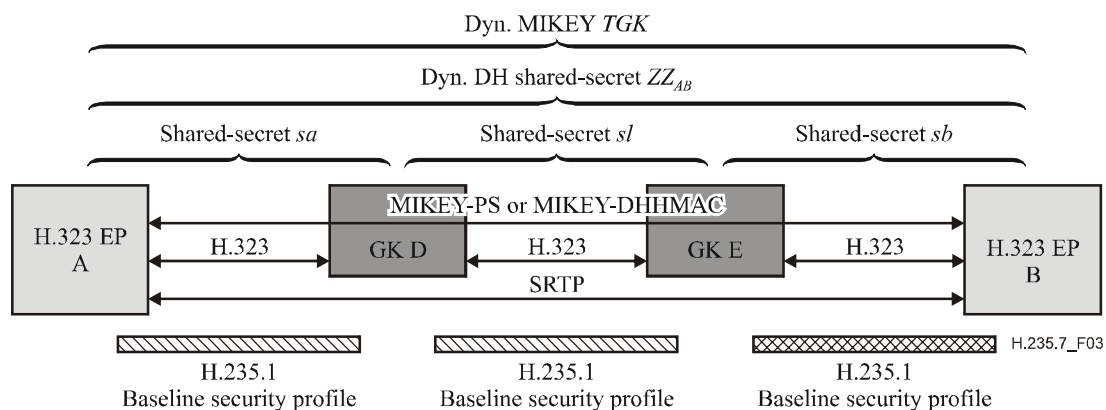 Dyn. MIKEY TGK
Dyn. DH shared-secret ZZAB
Shared-secret sa
Shared-secret sl
Shared-secret sb
MIKEY-PS or MIKEY-DHHMAC
H.323 EP
A
H.323
GK D
H.323
GK E
H.323
H.323 EP
B
SRTP
H.235.7_F03
H.235.1
Baseline security profile
H.235.1
Baseline security profile
H.235.1
Baseline security profile